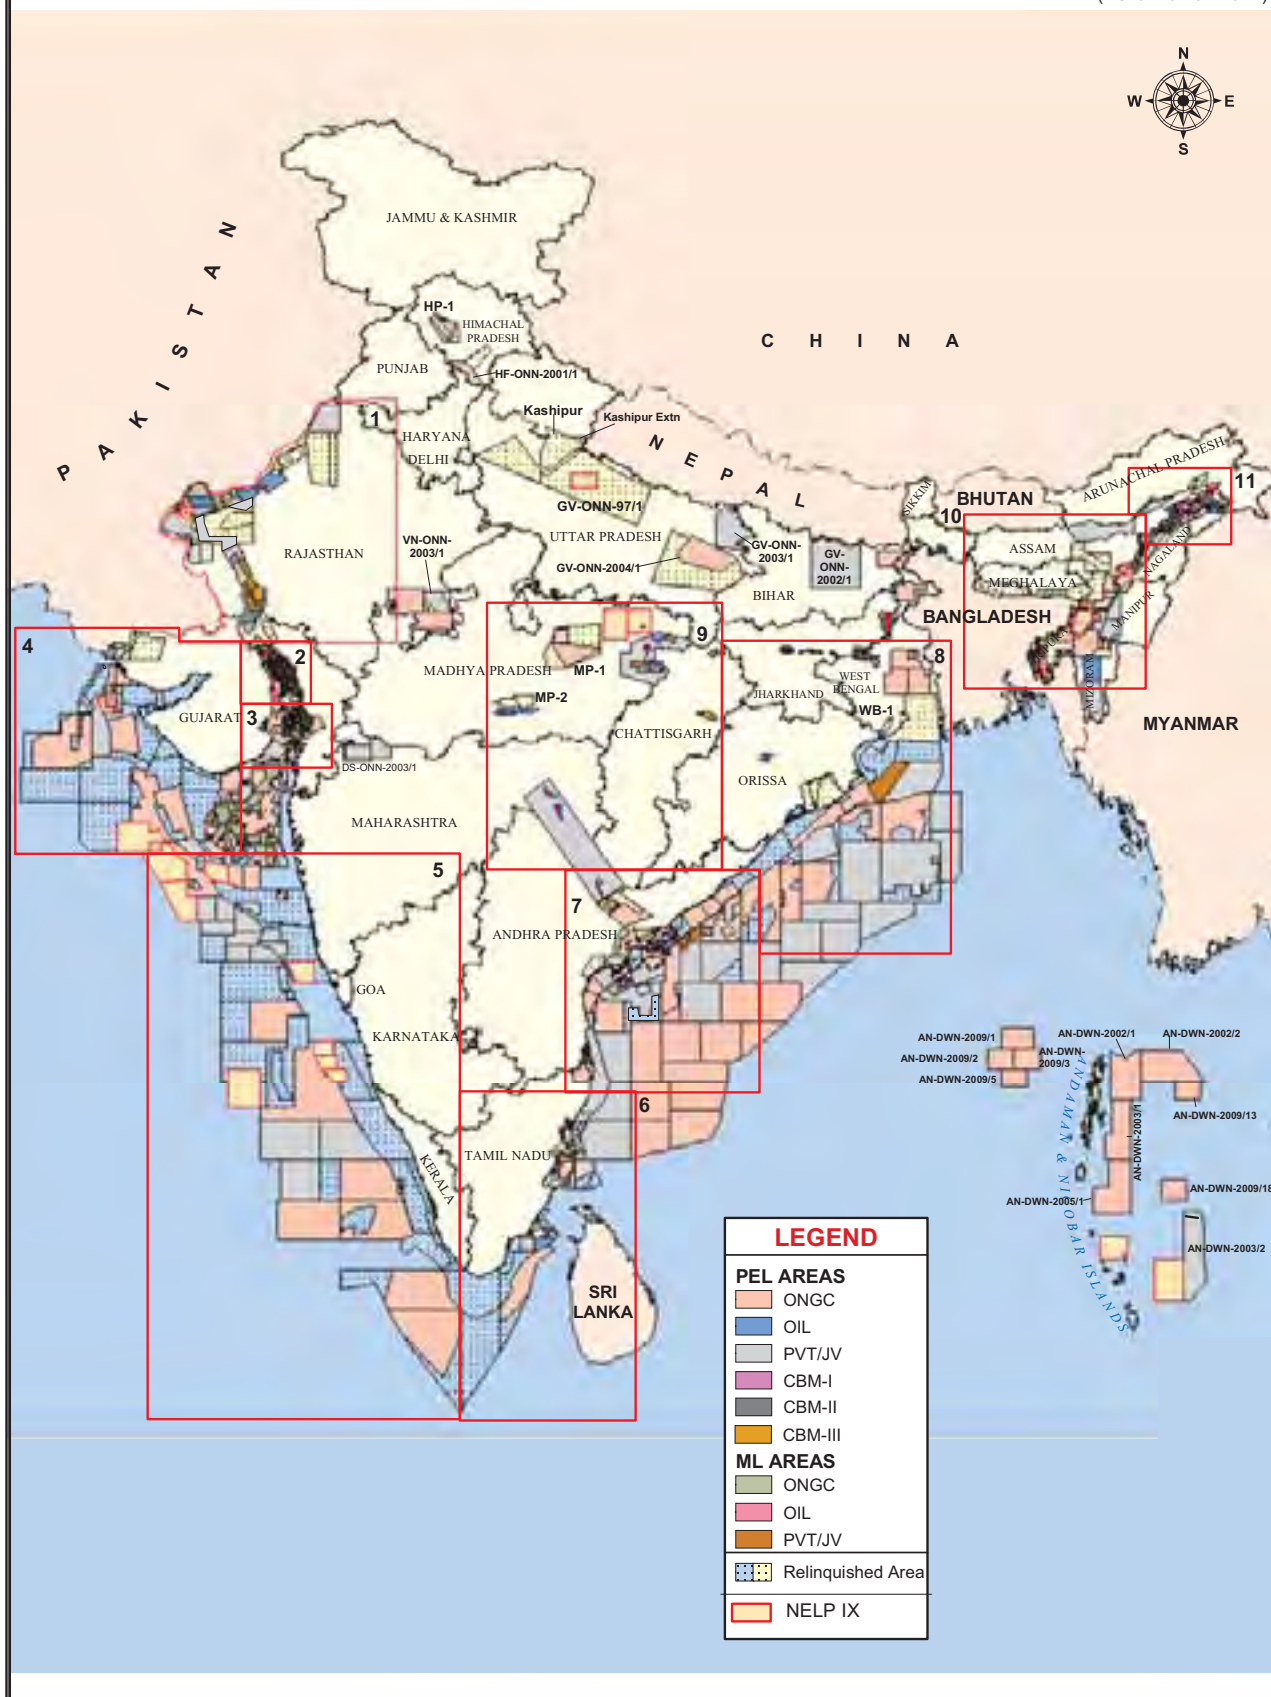 N
W E
S
P A K I S T A N
JAMMU & KASHMIR
HP-1
HIMACHAL
PRADESH
C H I N A
PUNJAB
HF-ONN-2001/1
1
Kashipur
Kashipur Extn
HARYANA
DELHI
N E P A L
ARUNACHAL PRADESH
SIKKIM
BHUTAN
11
10
GV-ONN-97/1
UTTAR PRADESH
VN-ONN-
2003/1
RAJASTHAN
GV-ONN-
2003/1
GV-
ONN-
2002/1
GV-ONN-2004/1
BIHAR
ASSAM
NAGALAND
MEGHALAYA
MANIPUR
BANGLADESH
4
2
9
8
MADHYA PRADESH
MP-1
MP-2
JHARKHAND
WEST
BENGAL
WB-1
MIZORAM
MYANMAR
GUJARAT
3
CHATTISGARH
DS-ONN-2003/1
ORISSA
MAHARASHTRA
5
7
ANDHRA PRADESH
GOA
KARNATAKA
AN-DWN-2009/1
AN-DWN-2009/2
AN-DWN-
2009/3
AN-DWN-2009/5
AN-DWN-2002/1
AN-DWN-2002/2
AN-DWN-2009/13
AN-DWN-2003/1
6
TAMIL NADU
KERALA
AN-DWN-2005/1
AN-DWN-2009/18
AN-DWN-2003/2
ANDAMAN & NICOBAR ISLANDS
SRI
LANKA
LEGEND
PEL AREAS
ONGC
OIL
PVT/JV
CBM-I
CBM-II
CBM-III
ML AREAS
ONGC
OIL
PVT/JV
Relinquished Area
NELP IX